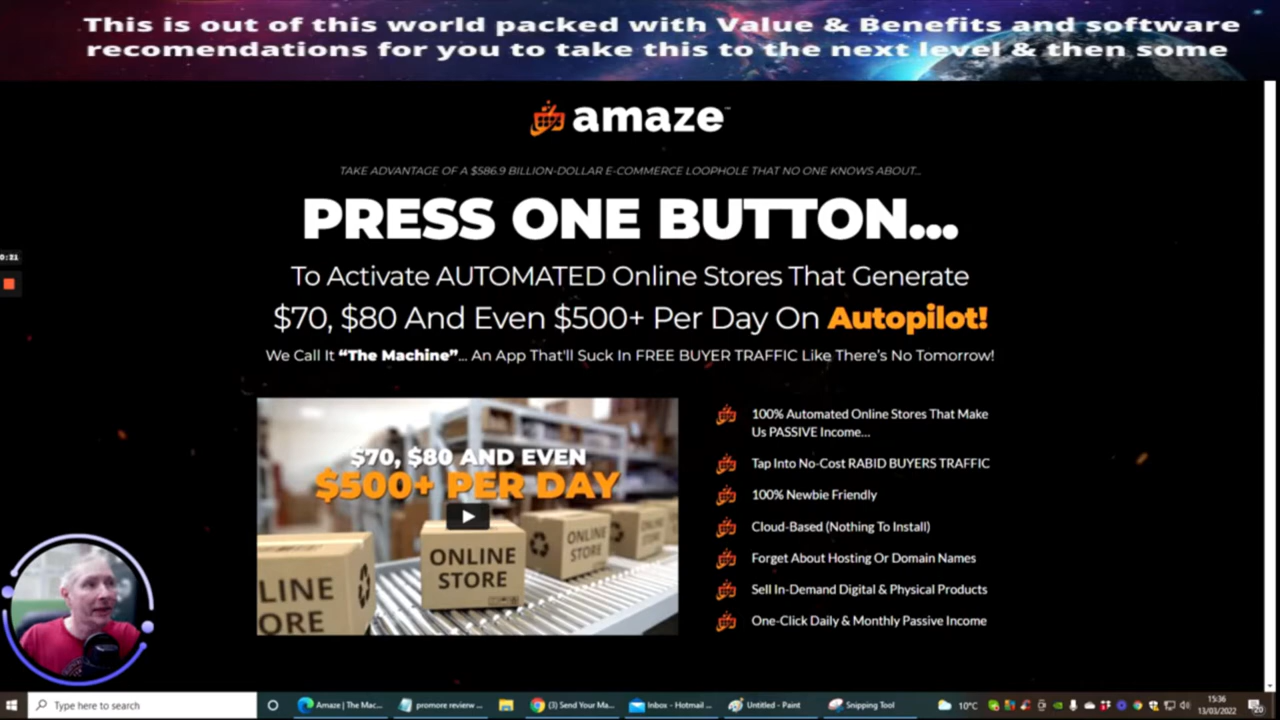 This is out of this world packed with Value & Benefits and software
recomendations for you to take this to the next level & then some
amaze
TAKE ADVANTAGE OF A $586.9 BILLION-DOLLAR E-COMMERCE LOOPHOLE THAT NO ONE KNOWS ABOUT...
PRESS ONE BUTTON...
To Activate AUTOMATED Online Stores That Generate
$70, $80 And Even $500+ Per Day On Autopilot!
We Call It "The Machine"... An App That'll Suck In FREE BUYER TRAFFIC Like There's No Tomorrow!
$70, $80 AND EVEN
$500+ PER DAY
ONLINE
STORE
ONLINE
STORE
LINE
ORE
100% Automated Online Stores That Make
Us PASSIVE Income...
Tap Into No-Cost RABID BUYERS TRAFFIC
100% Newbie Friendly
Cloud-Based (Nothing To Install)
Forget About Hosting Or Domain Names
Sell In-Demand Digital & Physical Products
One-Click Daily & Monthly Passive Income
Type here to search
Amaze | The Mac...
promore revierw ...
(3) Send Your Ma...
Inbox - Hotmail ...
Untitled - Paint
Snipping Tool
10°C
15:36
13/03/2022
20